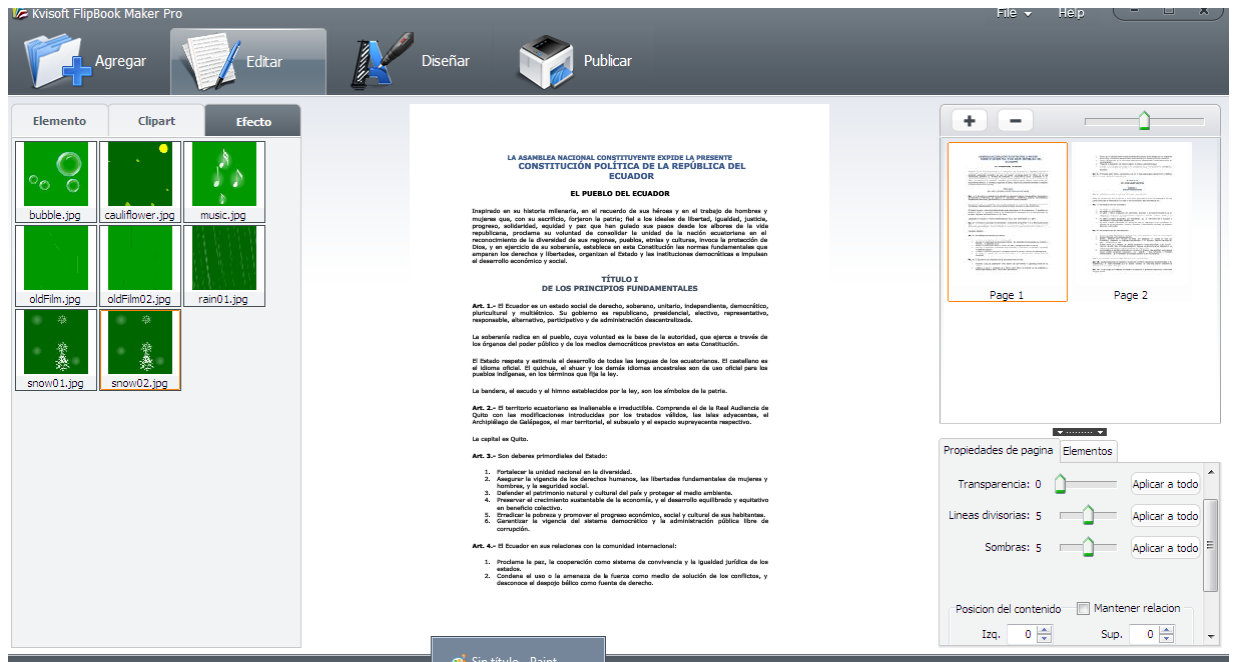 Kvisoft FlipBook Maker Pro
File Help
Agregar Editar Diseñar Publicar
Elemento Clipart Efecto
bubble.jpg cauliflower.jpg music.jpg
oldFilm.jpg oldFilm02.jpg rain01.jpg
snow01.jpg snow02.jpg
LA ASAMBLEA NACIONAL CONSTITUYENTE EXPIDE LA PRESENTE
CONSTITUCIÓN POLÍTICA DE LA REPÚBLICA DEL
ECUADOR
EL PUEBLO DEL ECUADOR
Inspirado en su historia milenaria, en el recuerdo de sus héroes y en el trabajo de hombres y
mujeres que, con su sacrificio, forjaron la patria; fiel a los ideales de libertad, igualdad, justicia,
progreso, solidaridad, equidad y paz que han guiado sus pasos desde los albores de la vida
republicana, proclama su voluntad de consolidar la unidad de la nación ecuatoriana en el
reconocimiento de la diversidad de sus regiones, pueblos, etnias y culturas, invoca la protección de
Dios, y en ejercicio de su soberanía, establece en esta Constitución las normas fundamentales que
amparan los derechos y libertades, organizan el Estado y las instituciones democráticas e impulsan
el desarrollo económico y social.
TÍTULO I
DE LOS PRINCIPIOS FUNDAMENTALES
Art. 1.- El Ecuador es un estado social de derecho, soberano, unitario, independiente, democrático,
pluricultural y multiétnico. Su gobierno es republicano, presidencial, electivo, representativo,
responsable, alternativo, participativo y de administración descentralizada.
La soberanía radica en el pueblo, cuya voluntad es la base de la autoridad, que ejerce a través de
los órganos del poder público y de los medios democráticos previstos en esta Constitución.
El Estado respeta y estimula el desarrollo de todas las lenguas de los ecuatorianos. El castellano es
el idioma oficial. El quichua, el shuar y los demás idiomas ancestrales son de uso oficial para los
pueblos indígenas, en los términos que fija la ley.
La bandera, el escudo y el himno establecidos por la ley, son los símbolos de la patria.
Art. 2.- El territorio ecuatoriano es inalienable e irreductible. Comprende el de la Real Audiencia de
Quito con las modificaciones introducidas por los tratados válidos, las islas adyacentes, el
Archipiélago de Galápagos, el mar territorial, el subsuelo y el espacio suprayacente respectivo.
La capital es Quito.
Art. 3.- Son deberes primordiales del Estado:
1. Fortalecer la unidad nacional en la diversidad.
2. Asegurar la vigencia de los derechos humanos, las libertades fundamentales de mujeres y
hombres, y la seguridad social.
3. Defender el patrimonio natural y cultural del país y proteger el medio ambiente.
4. Preservar el crecimiento sustentable de la economía, y el desarrollo equilibrado y equitativo
en beneficio colectivo.
5. Erradicar la pobreza y promover el progreso económico, social y cultural de sus habitantes.
6. Garantizar la vigencia del sistema democrático y la administración pública libre de
corrupción.
Art. 4.- El Ecuador en sus relaciones con la comunidad internacional:
1. Proclama la paz, la cooperación como sistema de convivencia y la igualdad jurídica de los
estados.
2. Condena el uso o la amenaza de la fuerza como medio de solución de los conflictos, y
desconoce el despojo bélico como fuente de derecho.
Page 1 Page 2
Propiedades de pagina Elementos
Transparencia: 0 Aplicar a todo
Lineas divisorias: 5 Aplicar a todo
Sombras: 5 Aplicar a todo
Posicion del contenido Mantener relacion
Izq. 0 Sup. 0
Sin título - Paint